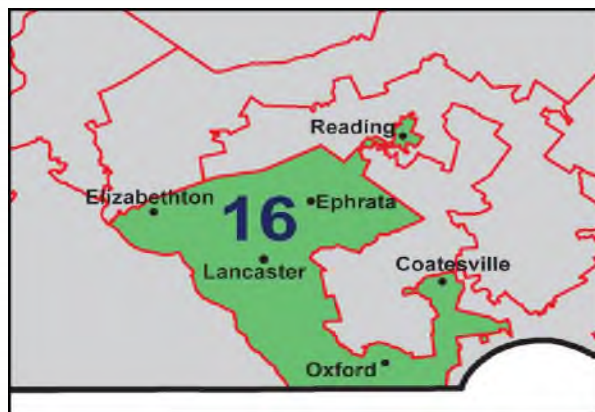 Reading
Elizabethton
16
Ephrata
Lancaster
Coatesville
Oxford